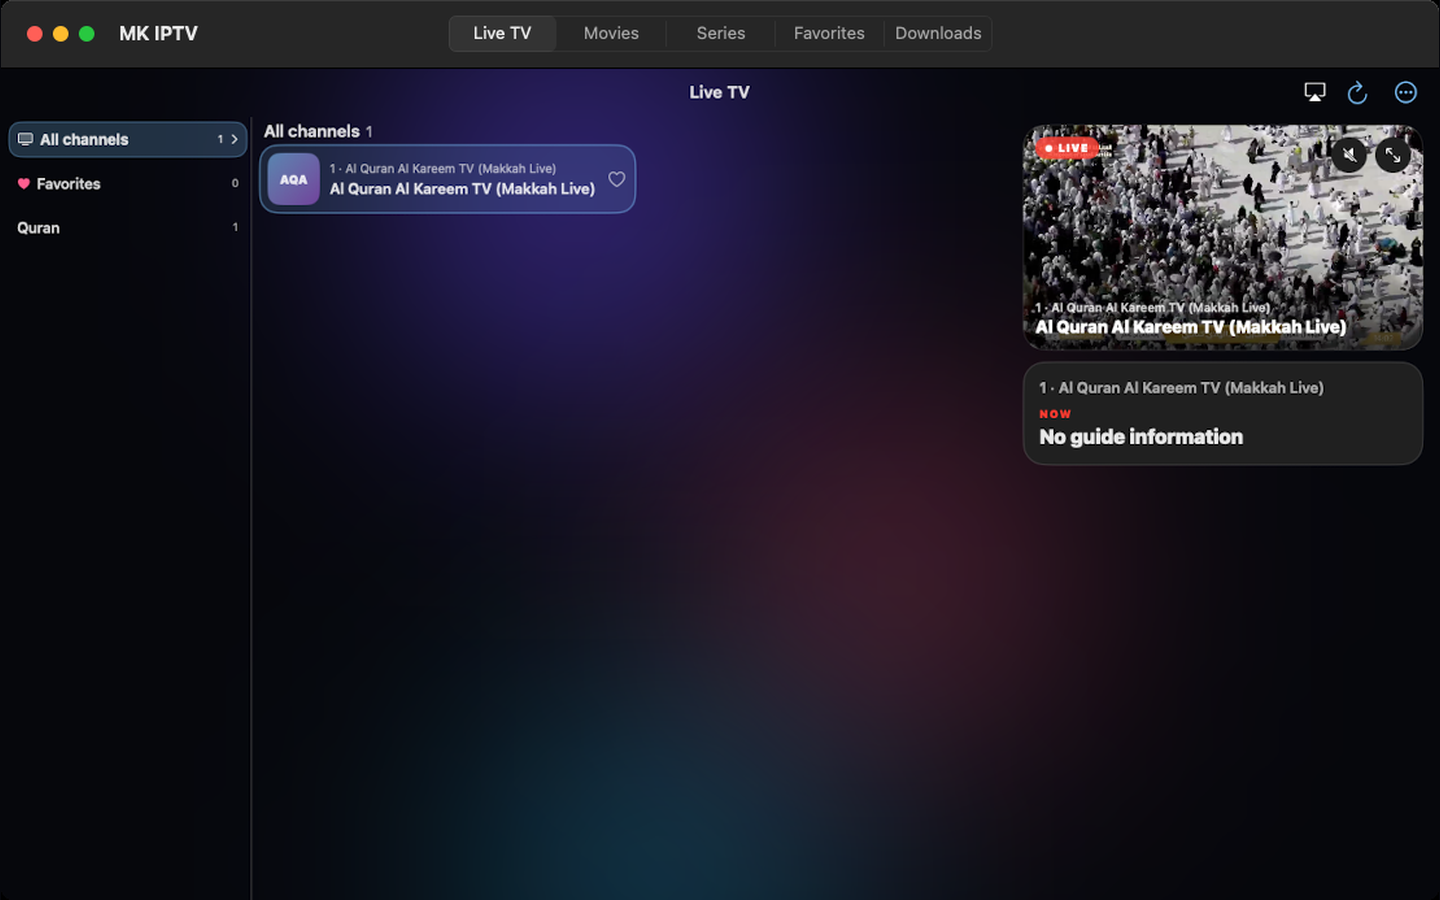 MK IPTV
Live TV
Movies
Series
Favorites
Downloads
Live TV
All channels
1
Favorites
0
Quran
1
All channels 1
AQA
1 · Al Quran Al Kareem TV (Makkah Live)
Al Quran Al Kareem TV (Makkah Live)
LIVE
1 · Al Quran Al Kareem TV (Makkah Live)
Al Quran Al Kareem TV (Makkah Live)
1 · Al Quran Al Kareem TV (Makkah Live)
NOW
No guide information